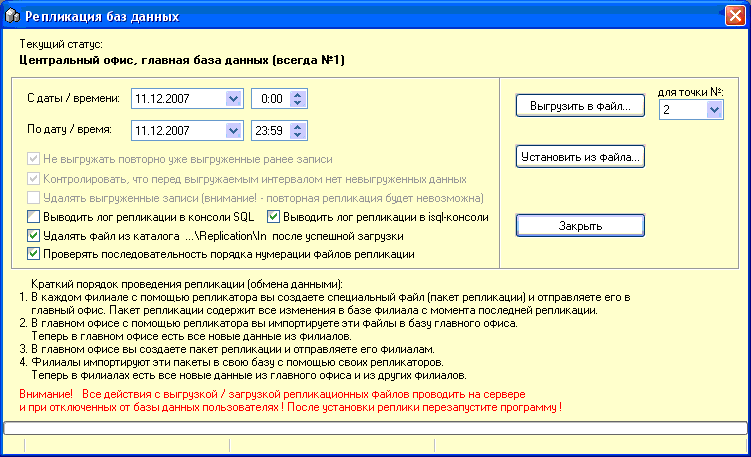 Репликация баз данных
Текущий статус:
Центральный офис, главная база данных (всегда №1)
С даты / времени: 11.12.2007 0:00
По дату / время: 11.12.2007 23:59
Не выгружать повторно уже выгруженные ранее записи
Контролировать, что перед выгружаемым интервалом нет невыгруженных данных
Удалять выгруженные записи (внимание! - повторная репликация будет невозможна)
Выводить лог репликации в консоли SQL Выводить лог репликации в isql-консоли
Удалять файл из каталога ...\Replication\In после успешной загрузки
Проверять последовательность порядка нумерации файлов репликации
для точки №:
Выгрузить в файл... 2
Установить из файла...
Закрыть
Краткий порядок проведения репликации (обмена данными):
1. В каждом филиале с помощью репликатора вы создаете специальный файл (пакет репликации) и отправляете его в
главный офис. Пакет репликации содержит все изменения в базе филиала с момента последней репликации.
2. В главном офисе с помощью репликатора вы импортируете эти файлы в базу главного офиса.
Теперь в главном офисе есть все новые данные из филиалов.
3. В главном офисе вы создаете пакет репликации и отправляете его филиалам.
4. Филиалы импортируют эти пакеты в свою базу с помощью своих репликаторов.
Теперь в филиалах есть все новые данные из главного офиса и из других филиалов.
Внимание! Все действия с выгрузкой / загрузкой репликационных файлов проводить на сервере
и при отключенных от базы данных пользователях ! После установки реплики перезапустите программу !